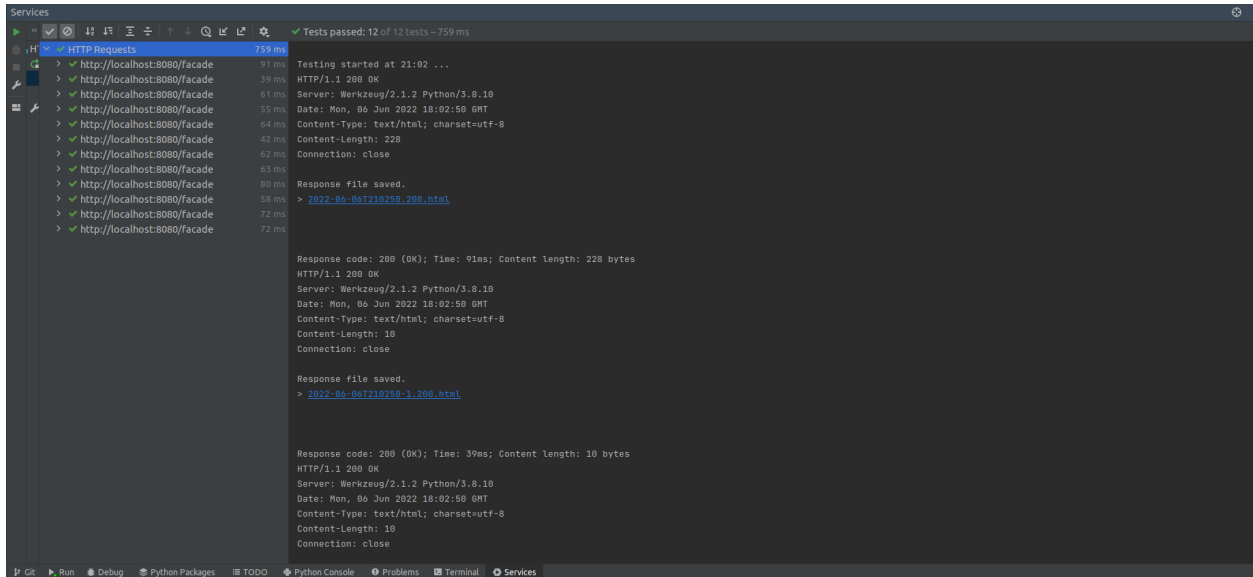 Services
Tests passed: 12 of 12 tests – 759 ms
HTTP Requests 759 ms
http://localhost:8080/facade 91 ms
http://localhost:8080/facade 39 ms
http://localhost:8080/facade 61 ms
http://localhost:8080/facade 55 ms
http://localhost:8080/facade 64 ms
http://localhost:8080/facade 42 ms
http://localhost:8080/facade 62 ms
http://localhost:8080/facade 63 ms
http://localhost:8080/facade 80 ms
http://localhost:8080/facade 58 ms
http://localhost:8080/facade 72 ms
http://localhost:8080/facade 72 ms
Testing started at 21:02 ...
HTTP/1.1 200 OK
Server: Werkzeug/2.1.2 Python/3.8.10
Date: Mon, 06 Jun 2022 18:02:50 GMT
Content-Type: text/html; charset=utf-8
Content-Length: 228
Connection: close
Response file saved.
> 2022-06-06T210250.200.html
Response code: 200 (OK); Time: 91ms; Content length: 228 bytes
HTTP/1.1 200 OK
Server: Werkzeug/2.1.2 Python/3.8.10
Date: Mon, 06 Jun 2022 18:02:50 GMT
Content-Type: text/html; charset=utf-8
Content-Length: 10
Connection: close
Response file saved.
> 2022-06-06T210250-1.200.html
Response code: 200 (OK); Time: 39ms; Content length: 10 bytes
HTTP/1.1 200 OK
Server: Werkzeug/2.1.2 Python/3.8.10
Date: Mon, 06 Jun 2022 18:02:50 GMT
Content-Type: text/html; charset=utf-8
Content-Length: 10
Connection: close
Git Run Debug Python Packages TODO Python Console Problems Terminal Services